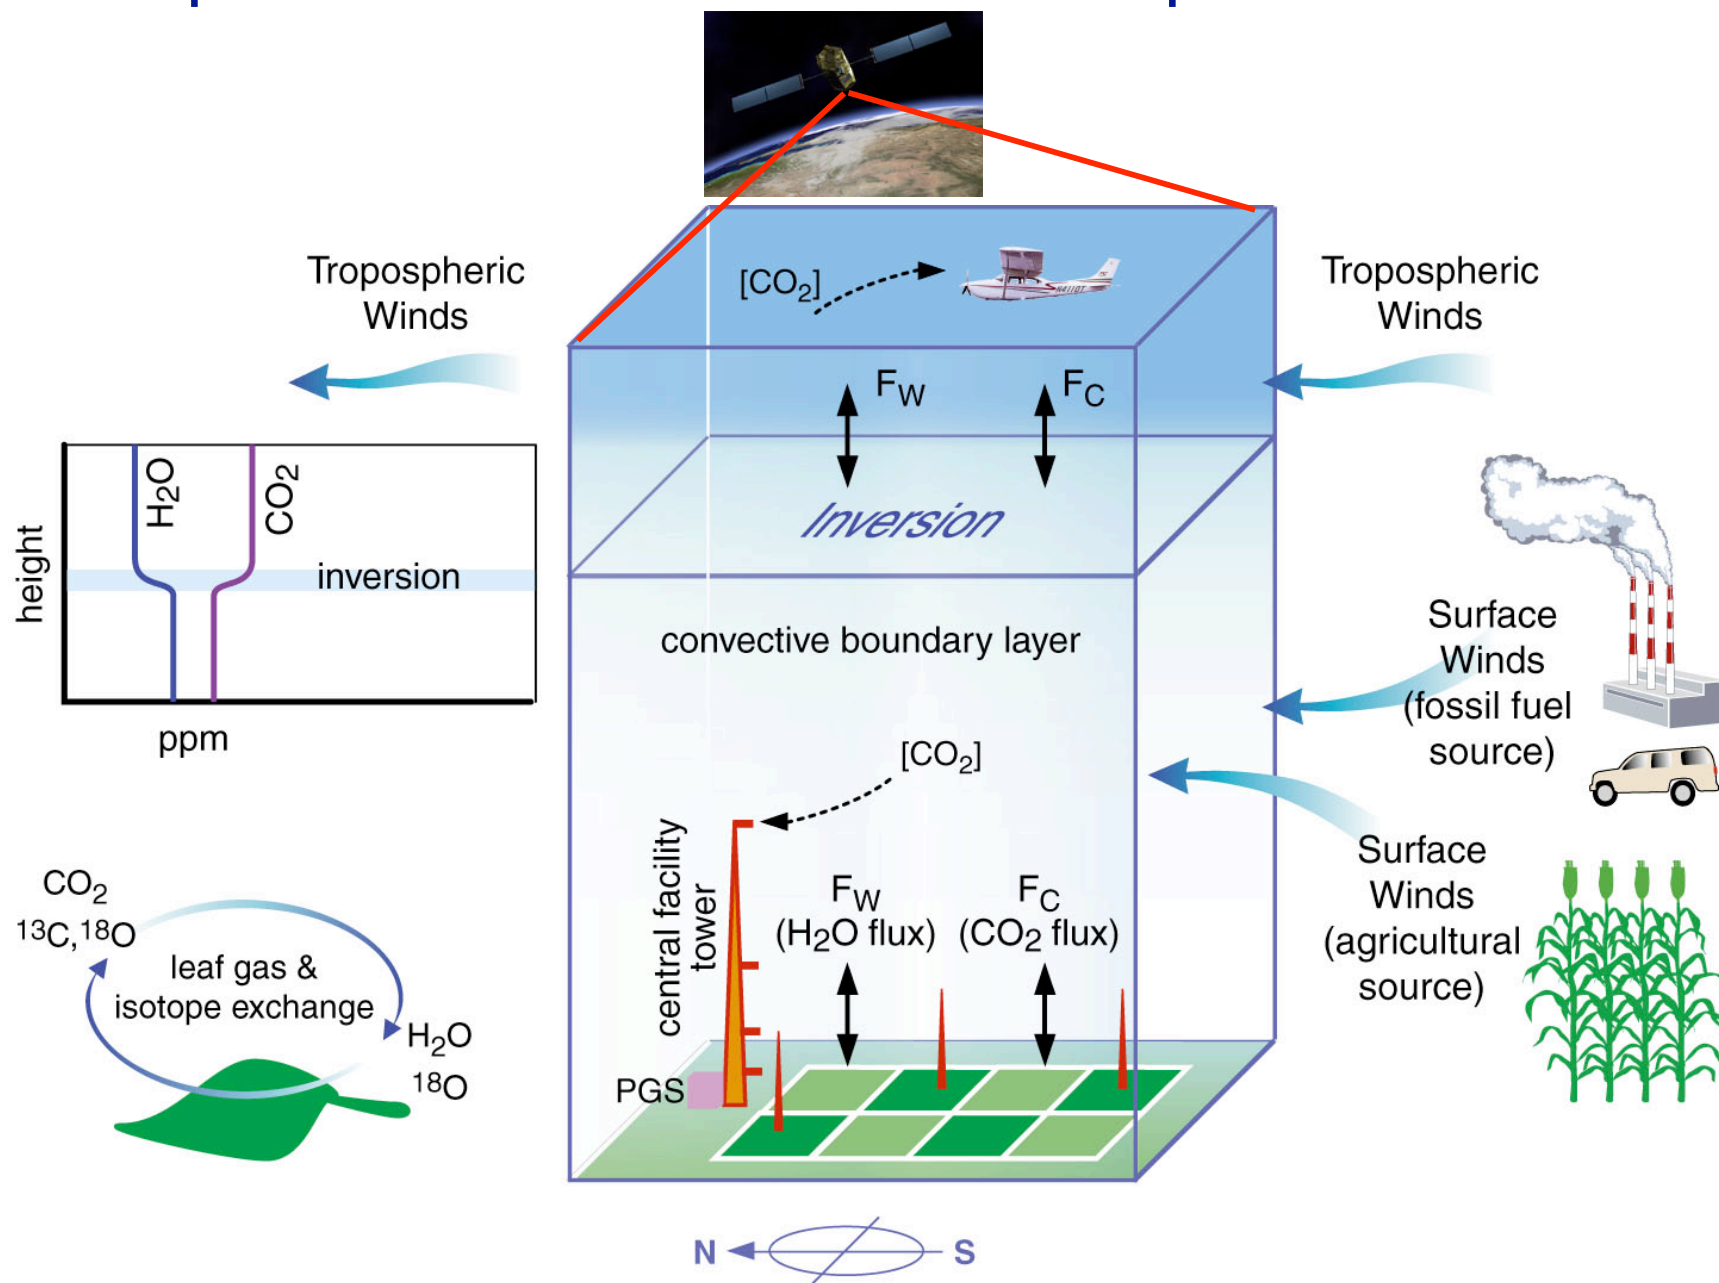 [CO2]
N4110T
Tropospheric
Winds
Tropospheric
Winds
FW
FC
H2O
CO2
Inversion
height
inversion
ppm
convective boundary layer
Surface
Winds
(fossil fuel
source)
[CO2]
central facility
tower
FW
(H2O flux)
FC
(CO2 flux)
Surface
Winds
(agricultural
source)
CO2
13C,18O
leaf gas &
isotope exchange
H2O
18O
PGS
N
S